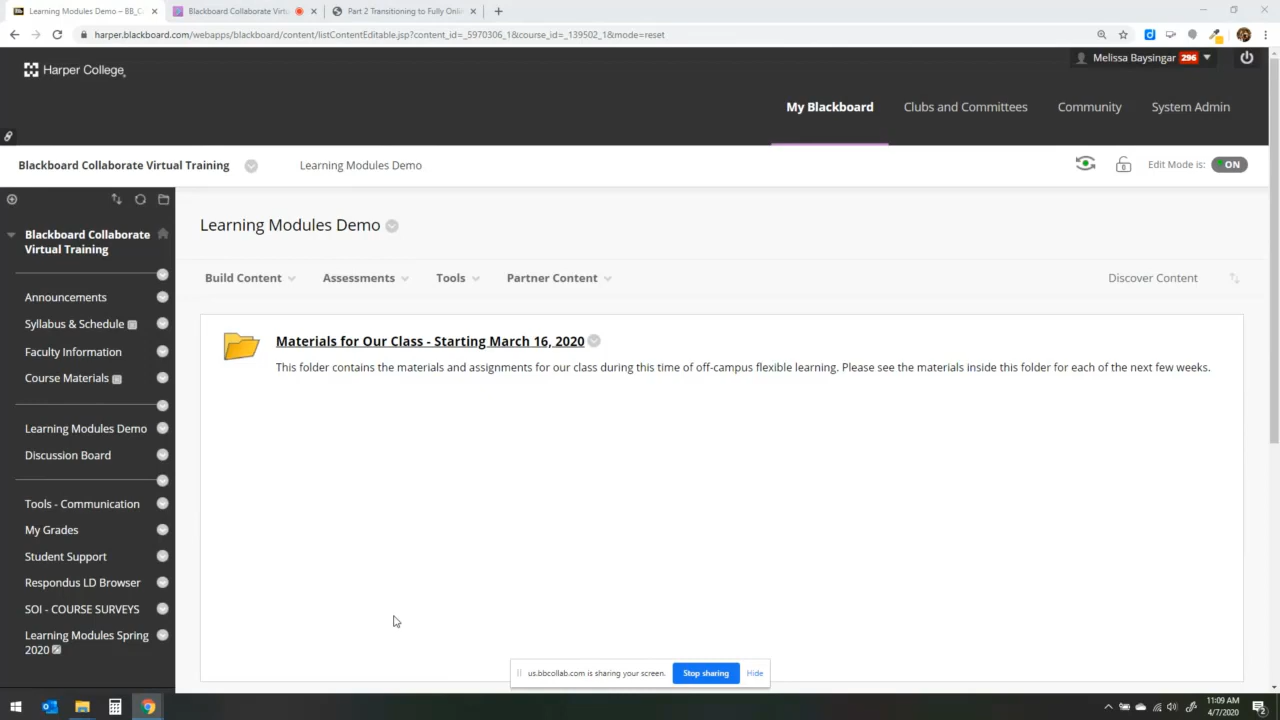 Learning Modules Demo – BB_C
Blackboard Collaborate Virtu
Part 2 Transitioning to Fully Onli
harper.blackboard.com/webapps/blackboard/content/listContentEditable.jsp?content_id=_5970306_1&course_id=_139502_1&mode=reset
Harper College
Melissa Baysingar 296
My Blackboard
Clubs and Committees
Community
System Admin
Blackboard Collaborate Virtual Training
Learning Modules Demo
Edit Mode is: ON
Blackboard Collaborate
Virtual Training
Announcements
Syllabus & Schedule
Faculty Information
Course Materials
Learning Modules Demo
Discussion Board
Tools - Communication
My Grades
Student Support
Respondus LD Browser
SOI - COURSE SURVEYS
Learning Modules Spring
2020
Learning Modules Demo
Build Content
Assessments
Tools
Partner Content
Discover Content
Materials for Our Class - Starting March 16, 2020
This folder contains the materials and assignments for our class during this time of off-campus flexible learning. Please see the materials inside this folder for each of the next few weeks.
us.bbcollab.com is sharing your screen.
Stop sharing
Hide
11:09 AM
4/7/2020
2